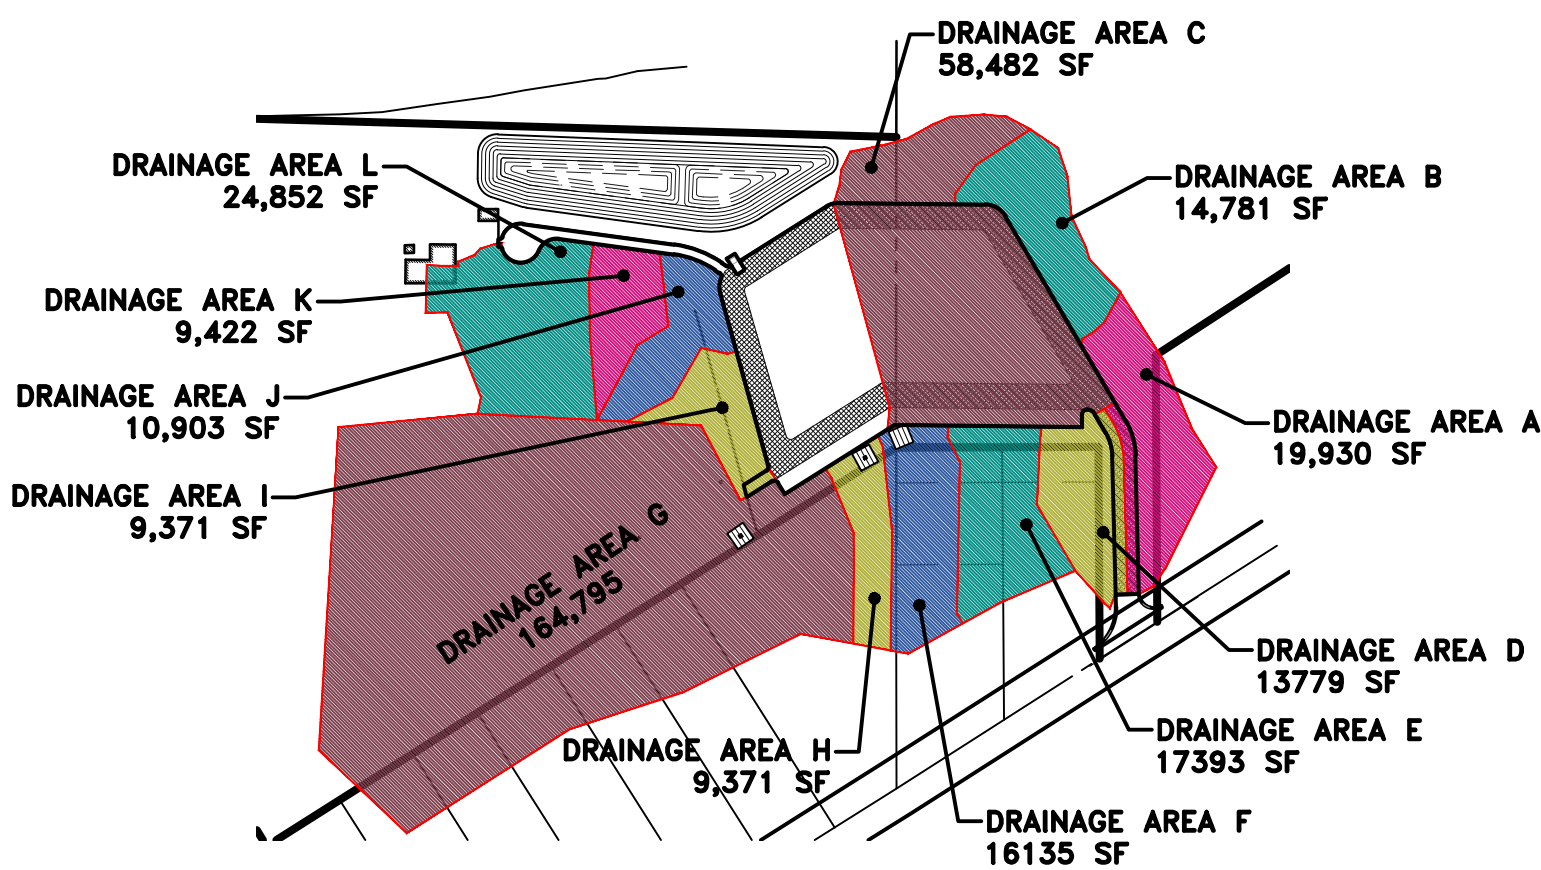 DRAINAGE AREA C
58,482 SF
DRAINAGE AREA L
24,852 SF
DRAINAGE AREA B
14,781 SF
DRAINAGE AREA K
9,422 SF
DRAINAGE AREA J
10,903 SF
DRAINAGE AREA A
19,930 SF
DRAINAGE AREA I
9,371 SF
DRAINAGE AREA G
164,795
DRAINAGE AREA D
13779 SF
DRAINAGE AREA E
17393 SF
DRAINAGE AREA H
9,371 SF
DRAINAGE AREA F
16135 SF